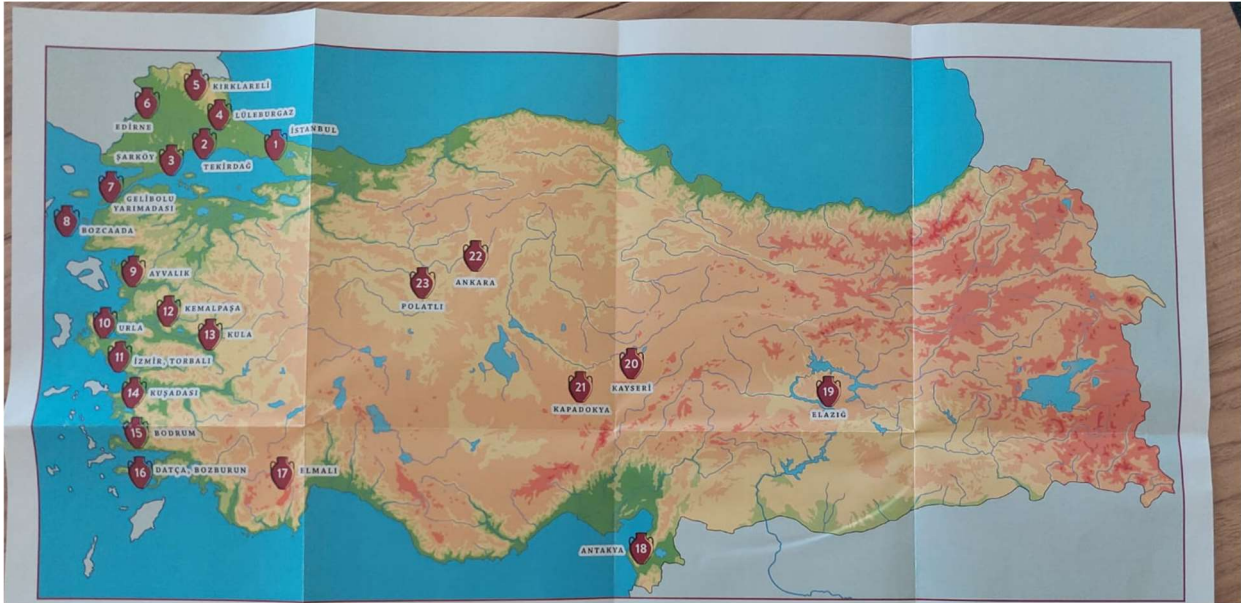 5
KIRKLARELİ
6
EDİRNE
4
LÜLEBURGAZ
1
İSTANBUL
2
TEKİRDAĞ
3
ŞARKÖY
7
GELİBOLU
YARIMADASI
8
BOZCAADA
9
AYVALIK
22
ANKARA
23
POLATLI
12
KEMALPAŞA
10
URLA
13
KULA
11
İZMİR, TORBALI
20
KAYSERİ
21
KAPADOKYA
19
ELAZIĞ
14
KUŞADASI
15
BODRUM
16
DATÇA, BOZBURUN
17
ELMALI
18
ANTAKYA